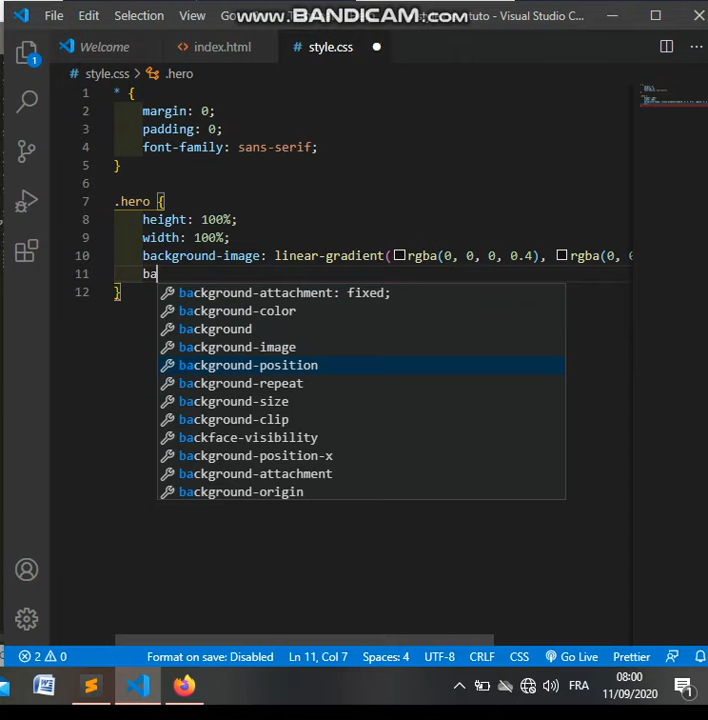 File Edit Selection View Go www.BANDICAM.com tuto - Visual Studio C...
Welcome index.html # style.css
# style.css > .hero
1 * {
2 margin: 0;
3 padding: 0;
4 font-family: sans-serif;
5 }
6
7 .hero {
8 height: 100%;
9 width: 100%;
10 background-image: linear-gradient(rgba(0, 0, 0, 0.4), rgba(0, 0
11 ba
12 }
background-attachment: fixed;
background-color
background
background-image
background-position
background-repeat
background-size
background-clip
backface-visibility
background-position-x
background-attachment
background-origin
1
2 0 Format on save: Disabled Ln 11, Col 7 Spaces: 4 UTF-8 CRLF CSS Go Live Prettier
FRA 08:00
11/09/2020 1